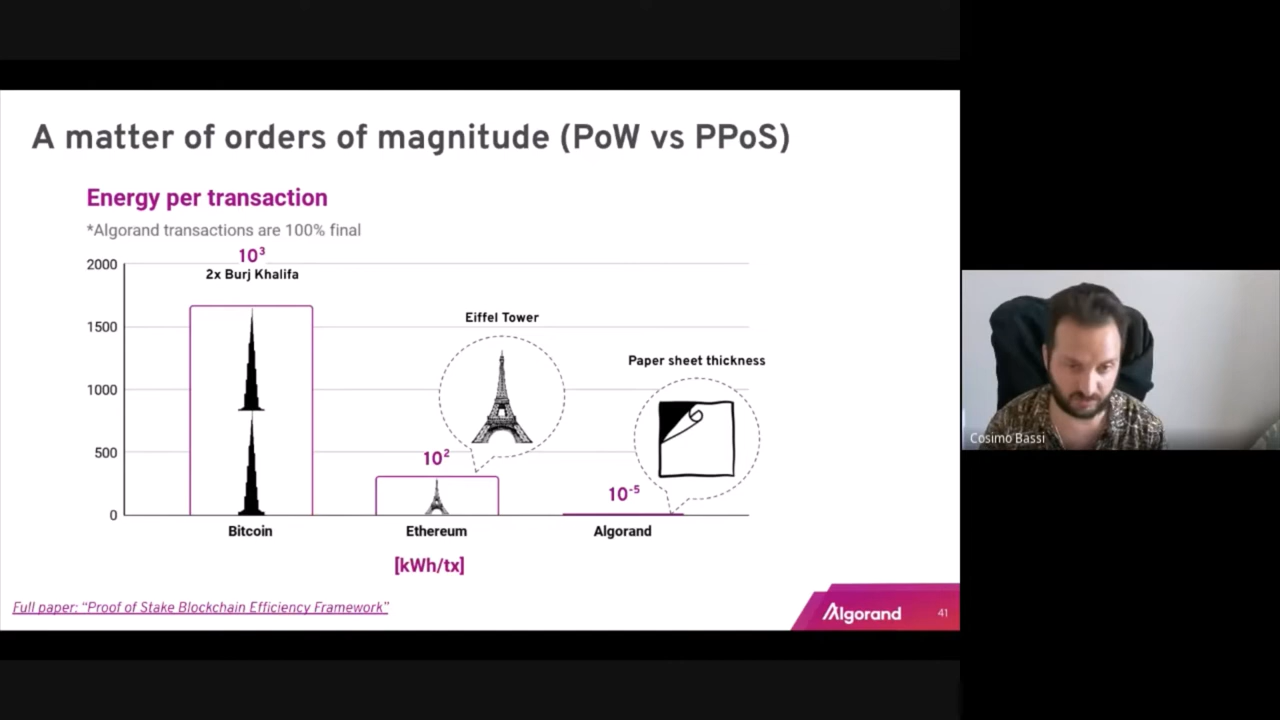 A matter of orders of magnitude (PoW vs PPoS)
Energy per transaction
*Algorand transactions are 100% final
10³
2x Burj Khalifa
2000
1500
1000
500
0
Eiffel Tower
Paper sheet thickness
10²
10⁻⁵
Bitcoin
Ethereum
Algorand
[kWh/tx]
Full paper: “Proof of Stake Blockchain Efficiency Framework”
Algorand
41
Cosimo Bassi